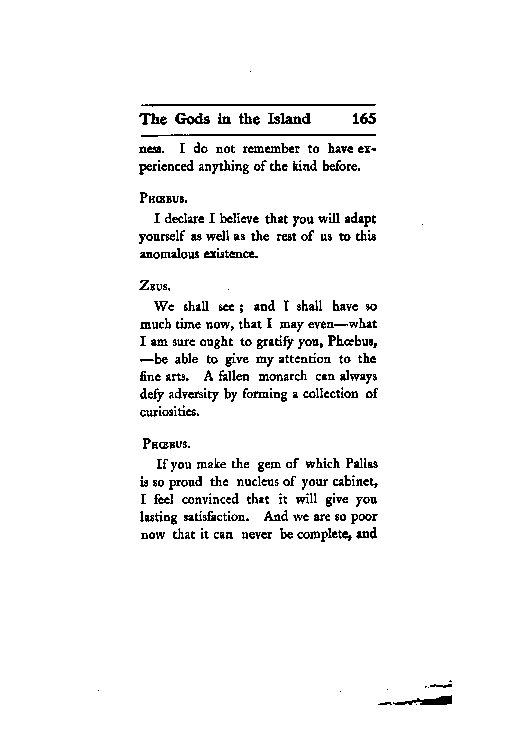 The Gods in the Island 165
ness. I do not remember to have ex-
perienced anything of the kind before.
PHŒBUS.
I declare I believe that you will adapt
yourself as well as the rest of us to this
anomalous existence.
ZEUS.
We shall see ; and I shall have so
much time now, that I may even—what
I am sure ought to gratify you, Phœbus,
—be able to give my attention to the
fine arts. A fallen monarch can always
defy adversity by forming a collection of
curiosities.
PHŒBUS.
If you make the gem of which Pallas
is so proud the nucleus of your cabinet,
I feel convinced that it will give you
lasting satisfaction. And we are so poor
now that it can never be complete, and